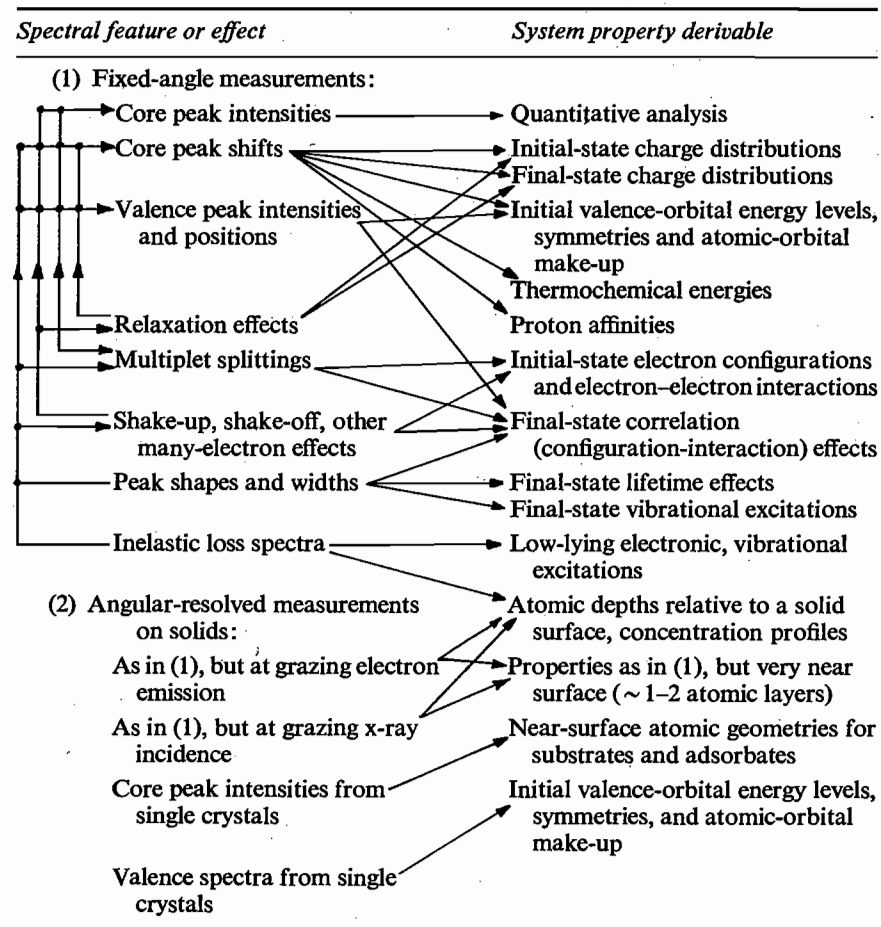 Spectral feature or effect
System property derivable
(1) Fixed-angle measurements:
Core peak intensities
Quantitative analysis
Core peak shifts
Initial-state charge distributions
Final-state charge distributions
Valence peak intensities
and positions
Initial valence-orbital energy levels,
symmetries and atomic-orbital
make-up
Thermochemical energies
Relaxation effects
Proton affinities
Multiplet splittings
Initial-state electron configurations
and electron–electron interactions
Shake-up, shake-off, other
many-electron effects
Final-state correlation
(configuration-interaction) effects
Peak shapes and widths
Final-state lifetime effects
Final-state vibrational excitations
Inelastic loss spectra
Low-lying electronic, vibrational
excitations
(2) Angular-resolved measurements
on solids:
Atomic depths relative to a solid
surface, concentration profiles
As in (1), but at grazing electron
emission
Properties as in (1), but very near
surface (~ 1–2 atomic layers)
As in (1), but at grazing x-ray
incidence
Near-surface atomic geometries for
substrates and adsorbates
Core peak intensities from
single crystals
Initial valence-orbital energy levels,
symmetries, and atomic-orbital
make-up
Valence spectra from single
crystals